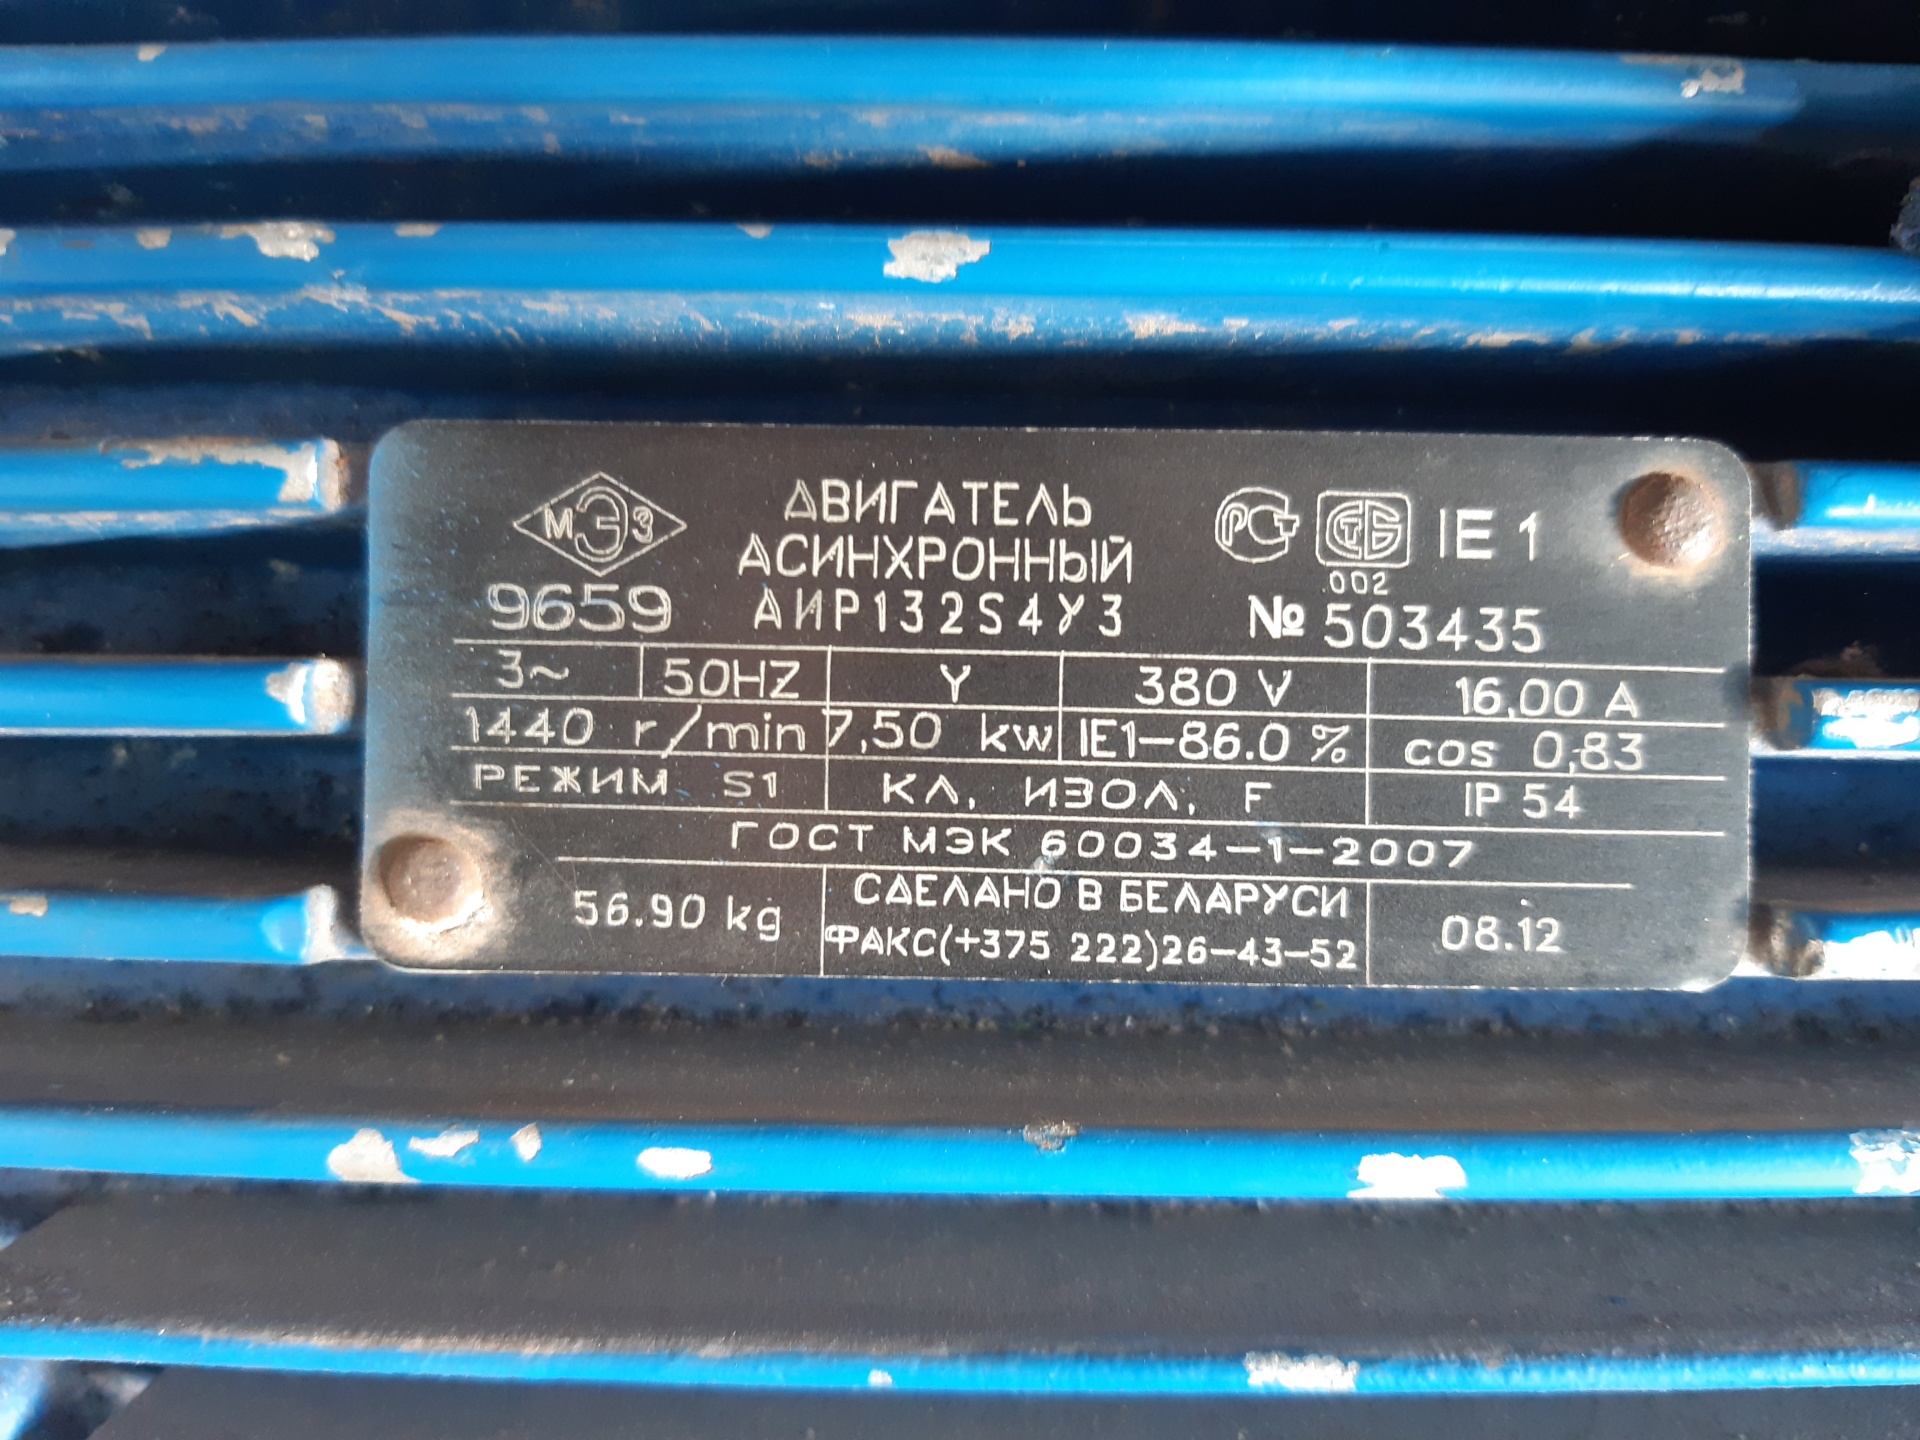 МЭЗ
9659
ДВИГАТЕЛЬ
АСИНХРОННЫЙ
АИР132S4У3
РСТ СТБ IE 1
002
№ 503435
3~ 50HZ Y 380 V 16,00 A
1440 r/min 7,50 kw IE1-86.0 % cos 0,83
РЕЖИМ S1 КЛ. ИЗОЛ. F IP 54
ГОСТ МЭК 60034-1-2007
56.90 kg
СДЕЛАНО В БЕЛАРУСИ
ФАКС(+375 222)26-43-52
08.12